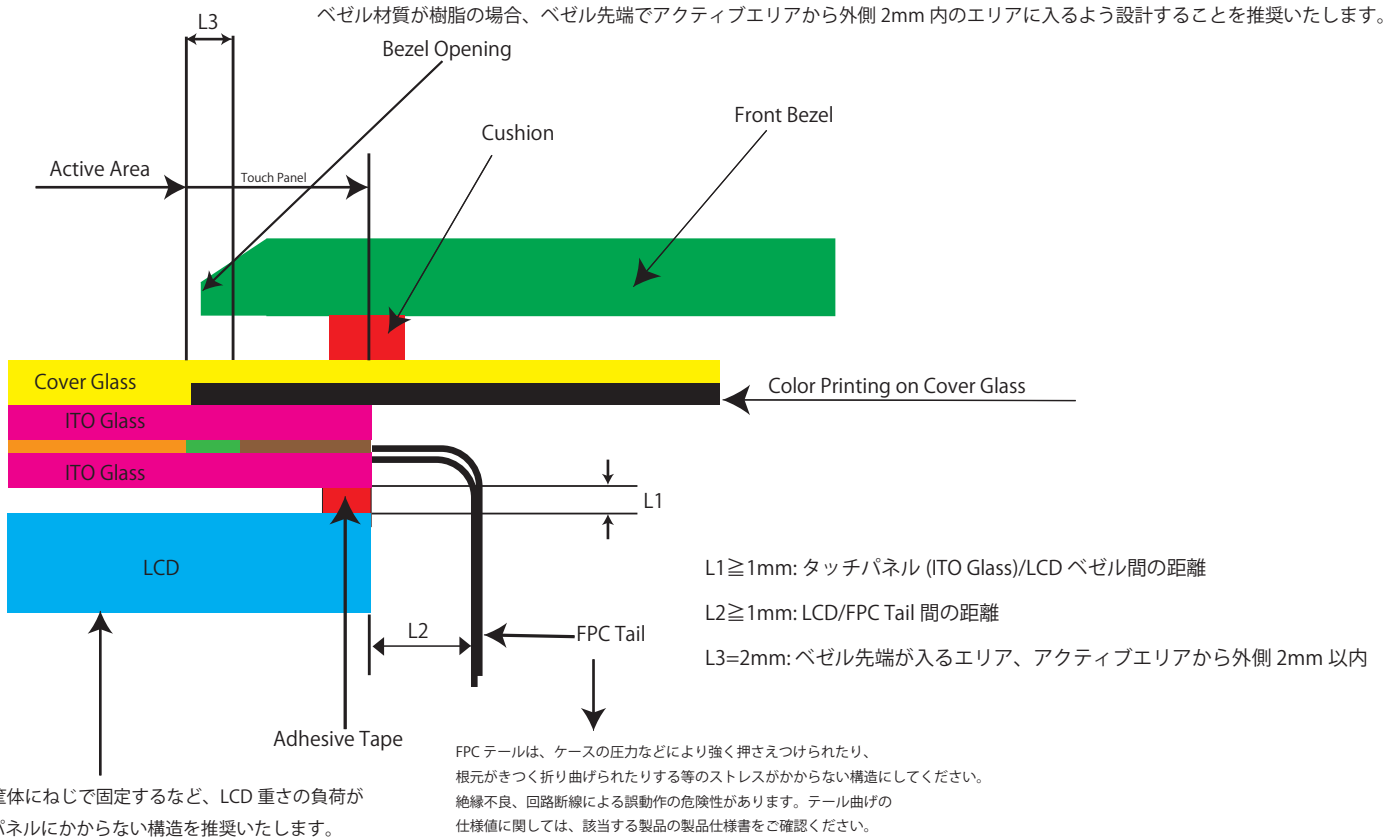 ベゼル材質が樹脂の場合、ベゼル先端でアクティブエリアから外側 2mm 内のエリアに入るよう設計することを推奨いたします。
L3
Bezel Opening
Front Bezel
Cushion
Active Area
Touch Panel
Cover Glass
Color Printing on Cover Glass
ITO Glass
ITO Glass
L1
LCD
L1≧1mm: タッチパネル (ITO Glass)/LCD ベゼル間の距離
L2≧1mm: LCD/FPC Tail 間の距離
L2
FPC Tail
L3=2mm: ベゼル先端が入るエリア、アクティブエリアから外側 2mm 以内
Adhesive Tape
FPC テールは、ケースの圧力などにより強く押さえつけられたり、
根元がきつく折り曲げられたりする等のストレスがかからない構造にしてください。
絶縁不良、回路断線による誤動作の危険性があります。テール曲げの
仕様値に関しては、該当する製品の製品仕様書をご確認ください。
体にねじで固定するなど、LCD 重さの負荷が
パネルにかからない構造を推奨いたします。